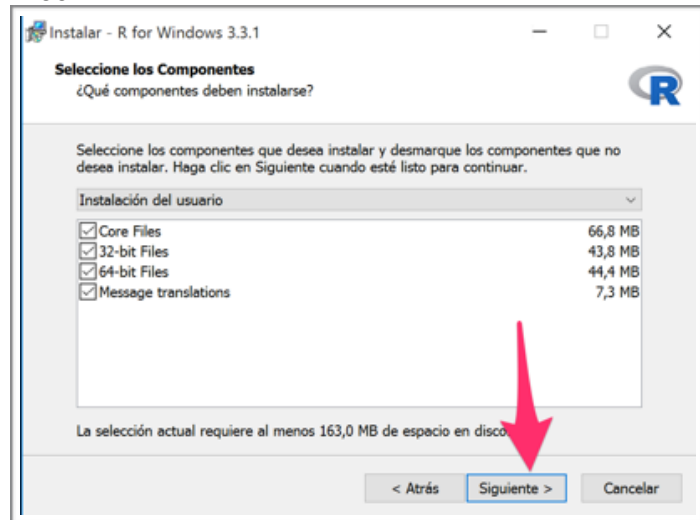 Instalar - R for Windows 3.3.1
Seleccione los Componentes
¿Qué componentes deben instalarse?
R
Seleccione los componentes que desea instalar y desmarque los componentes que no
desea instalar. Haga clic en Siguiente cuando esté listo para continuar.
Instalación del usuario
Core Files 66,8 MB
32-bit Files 43,8 MB
64-bit Files 44,4 MB
Message translations 7,3 MB
La selección actual requiere al menos 163,0 MB de espacio en disco
< Atrás Siguiente > Cancelar